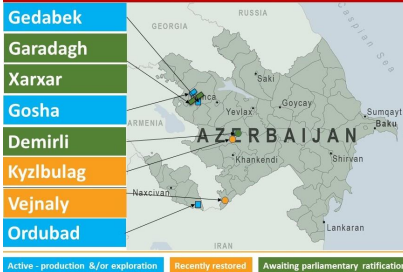 Gedabek
Garadagh
Xarxar
Gosha
Demirli
Kyzlbulag
Vejnaly
Ordubad
RUSSIA
GEORGIA
Caspian Sea
Saki
Yevlax
Goycay
Sumqayt
Baku
ARMENIA
AZERBAIJAN
Khankendi
Shirvan
Naxcivan
Lankaran
IRAN
Active - production &/or exploration
Recently restored
Awaiting parliamentary ratification